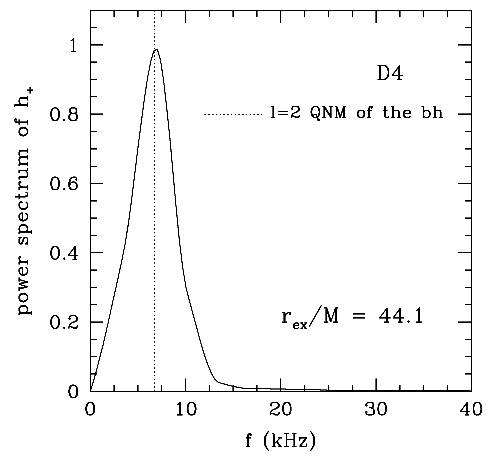 power spectrum of h+
1
0.8
0.6
0.4
0.2
0
D4
l=2 QNM of the bh
r_ex/M = 44.1
0 10 20 30 40
f (kHz)